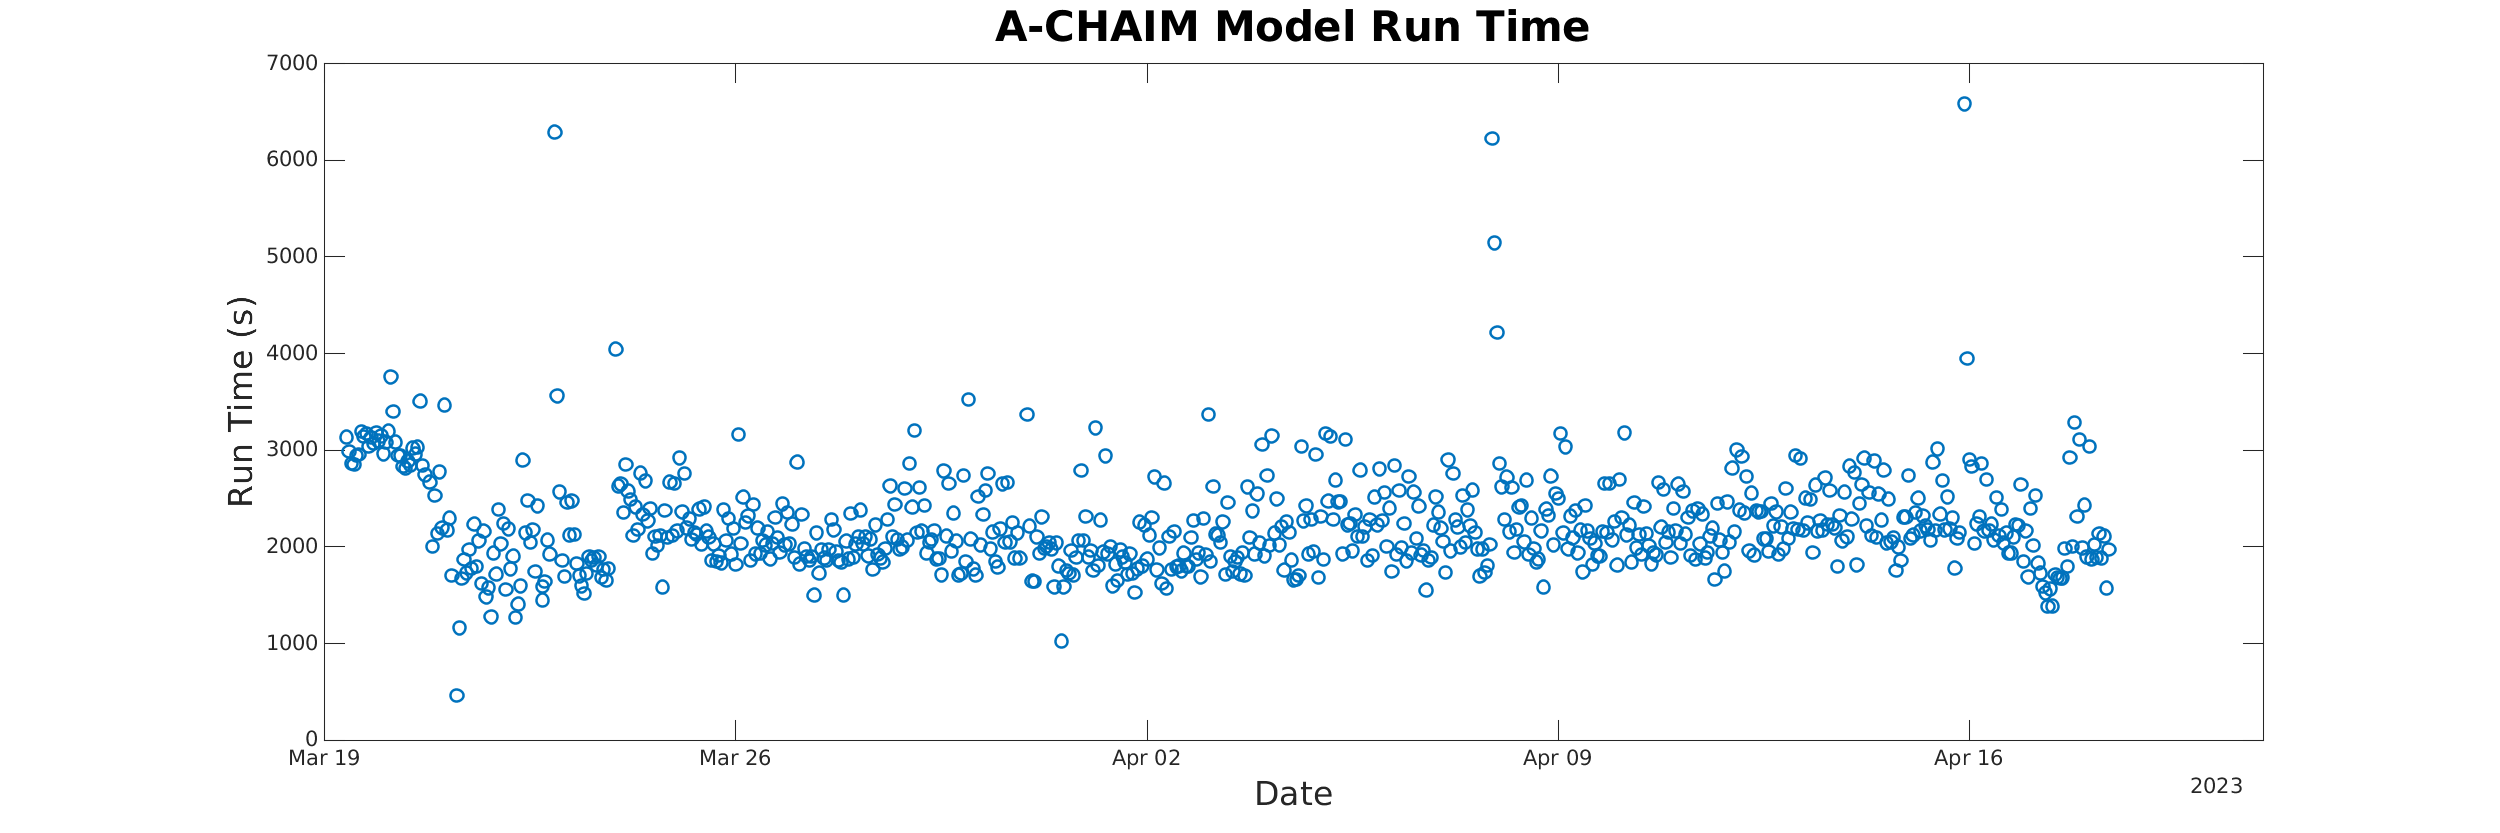 A-CHAIM Model Run Time
Run Time (s)
7000
6000
5000
4000
3000
2000
1000
0
Mar 19
Mar 26
Apr 02
Apr 09
Apr 16
Date
2023